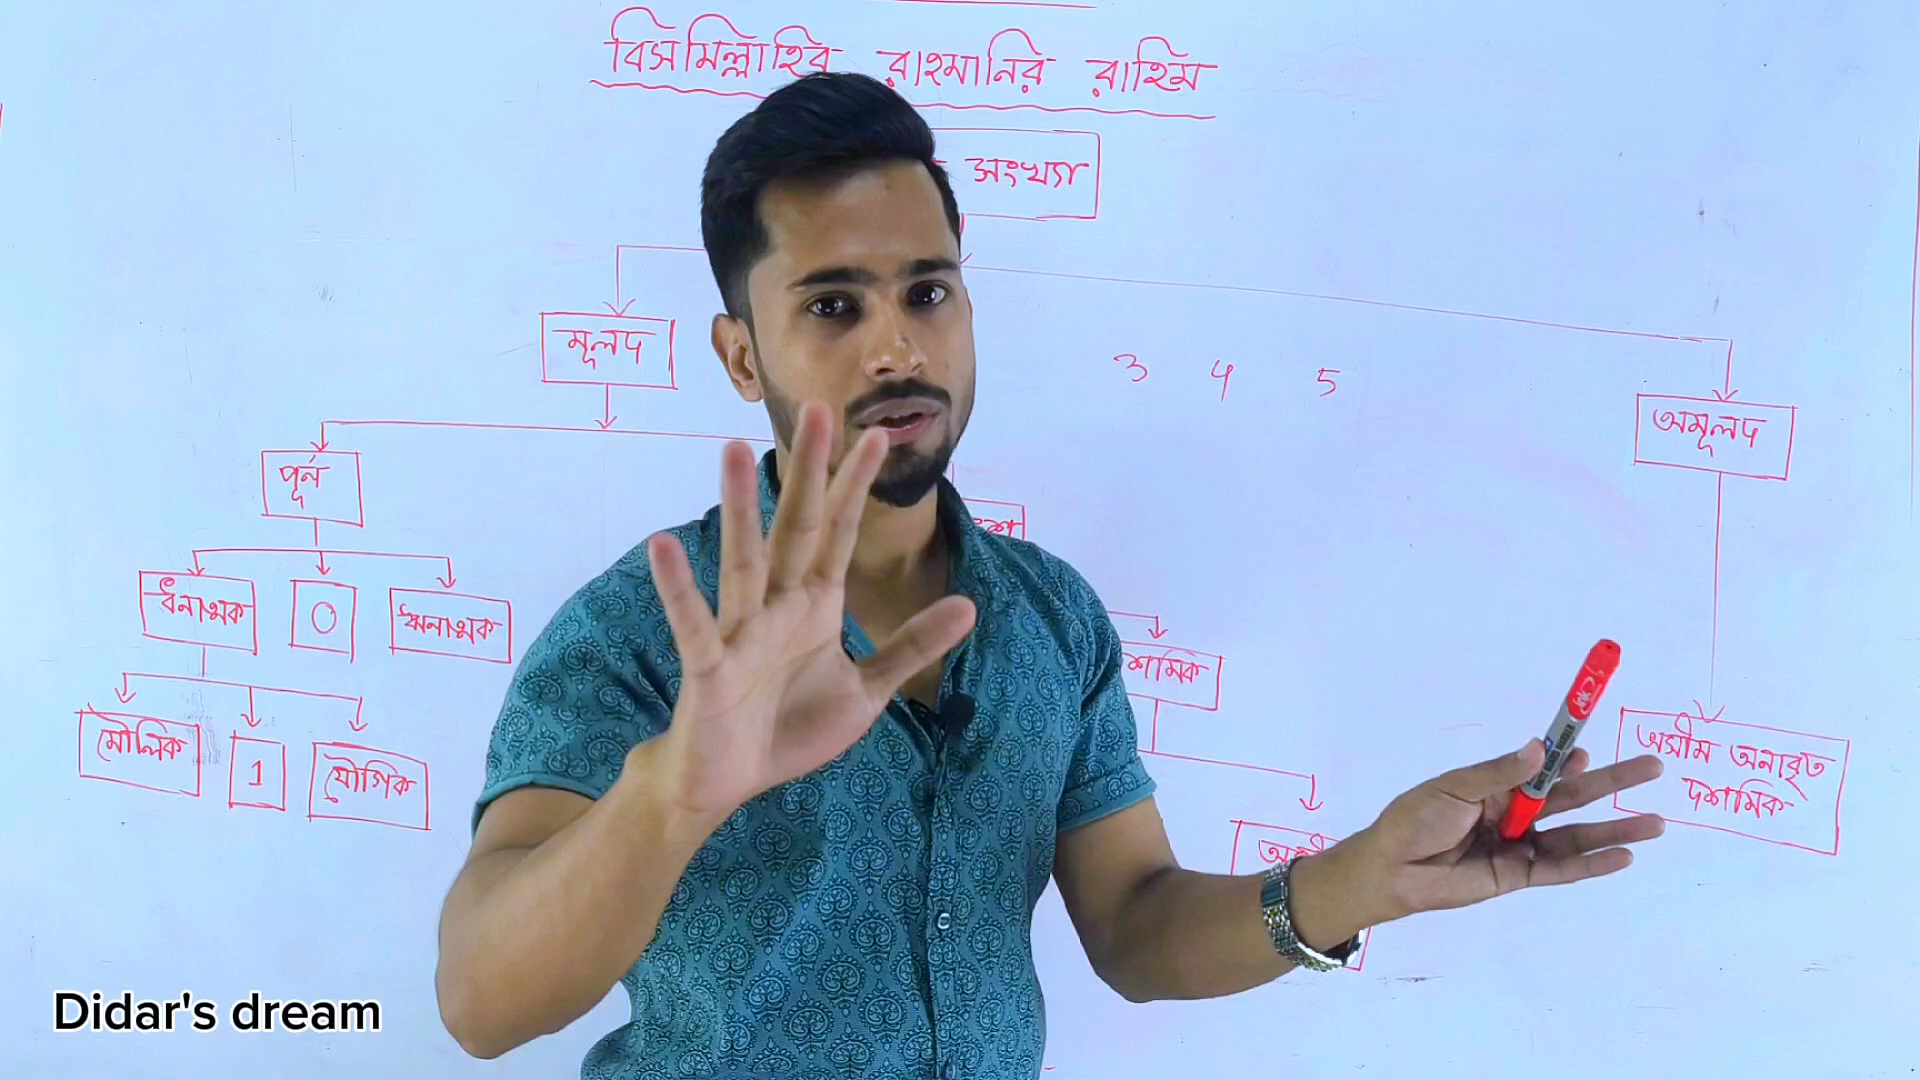 বিসমিল্লাহির রাহমানির রাহিম
সংখ্যা
মূলদ
3 4 5
অমূলদ
পূর্ন
ধনাত্মক 0 ঋনাত্মক
মৌলিক 1 যৌগিক
অসীম অনাবৃত
দশমিক
Didar's dream